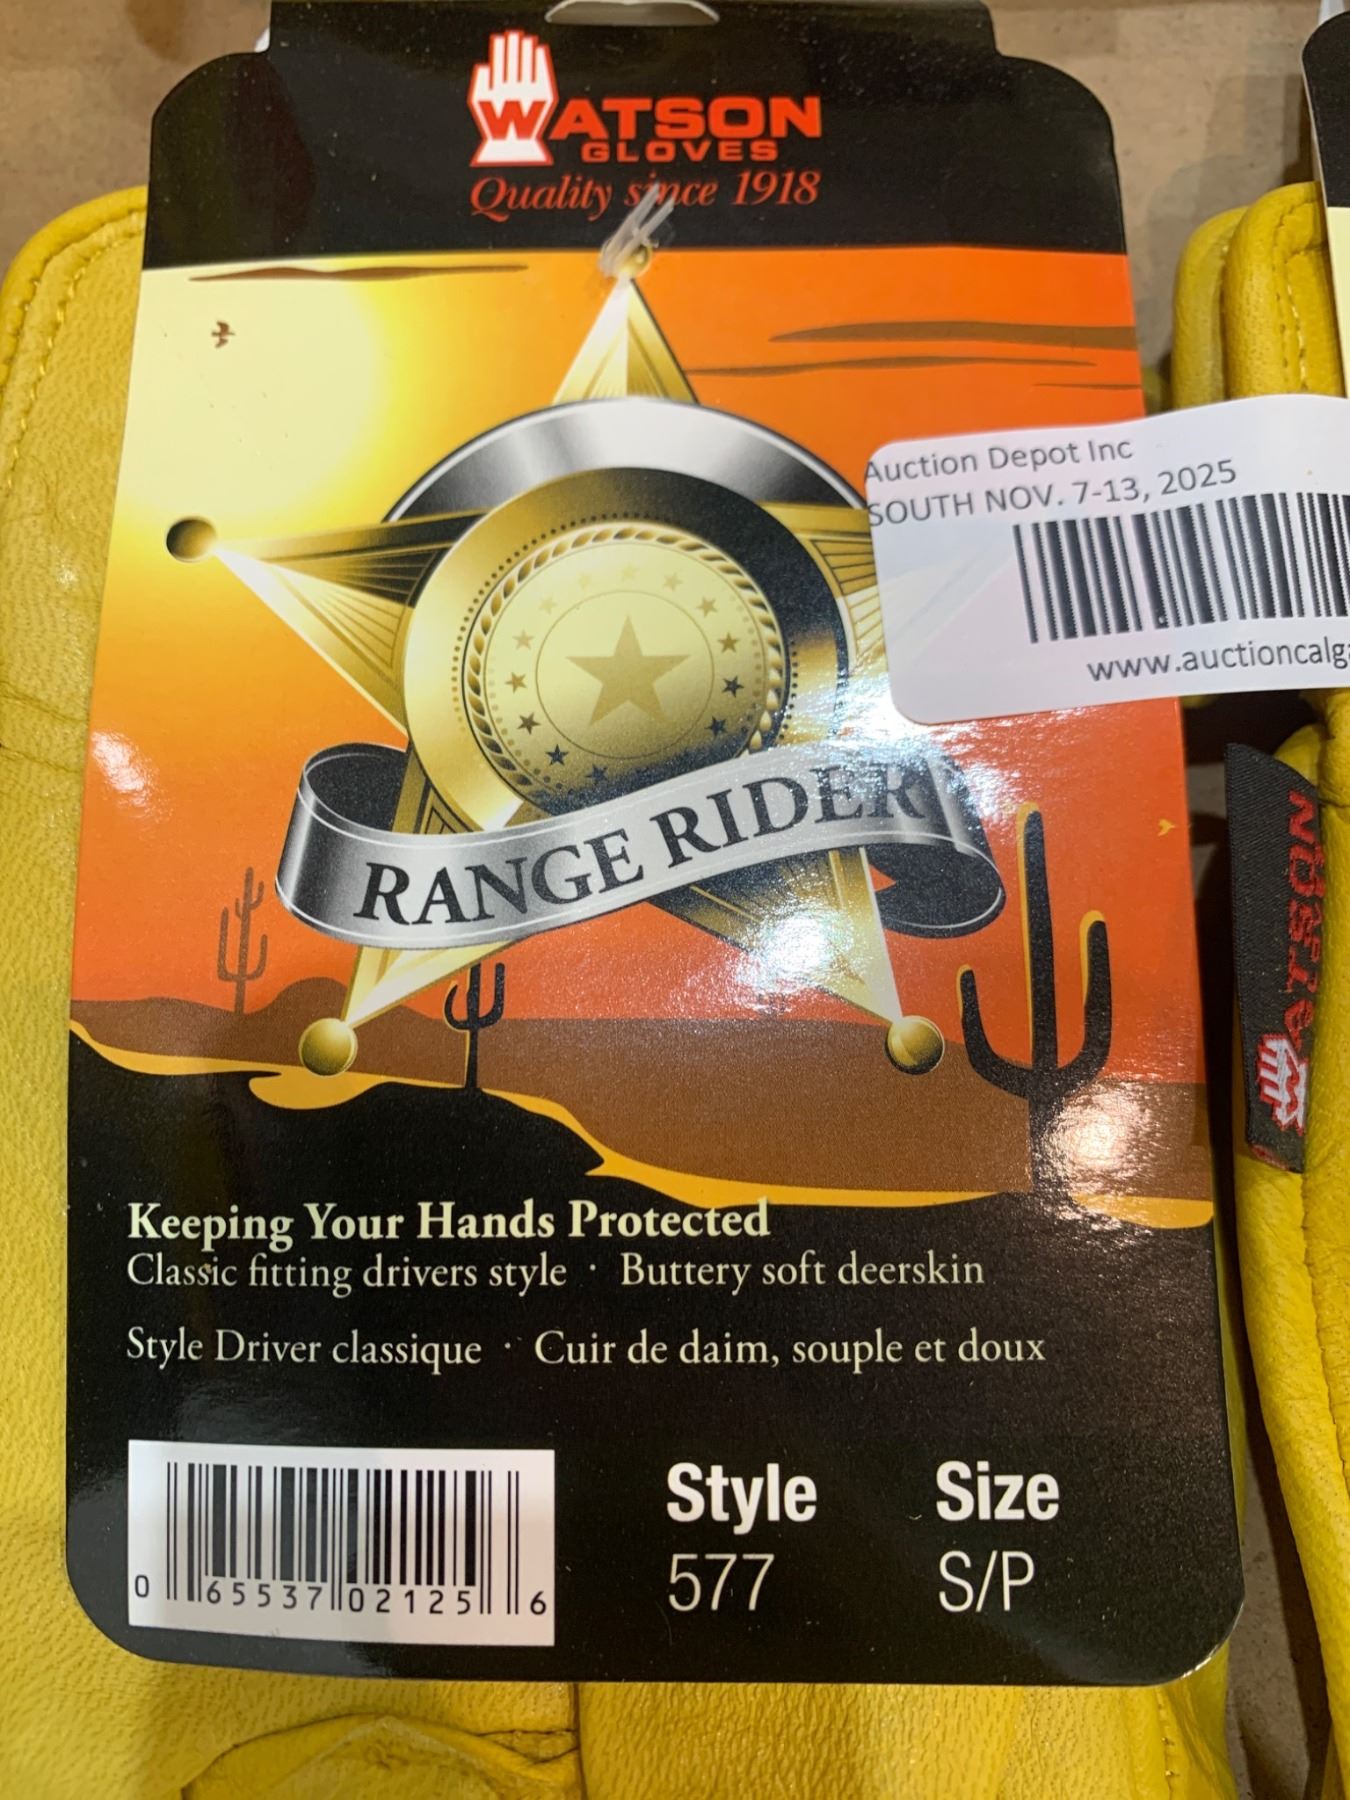 WATSON
GLOVES
Quality since 1918
Auction Depot Inc
SOUTH NOV. 7-13, 2025
RANGE RIDER
WATSON
Keeping Your Hands Protected
Classic fitting drivers style · Buttery soft deerskin
Style Driver classique · Cuir de daim, souple et doux
Style
577
Size
S/P
0 65537 02125 6